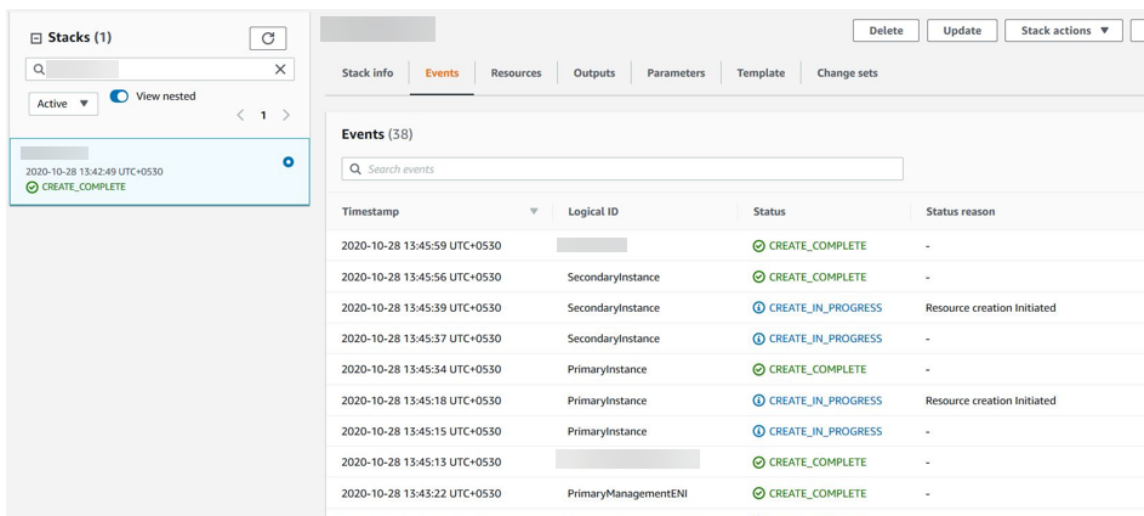 Stacks (1)
Active View nested
1
2020-10-28 13:42:49 UTC+0530
CREATE_COMPLETE
Delete Update Stack actions
Stack info Events Resources Outputs Parameters Template Change sets
Events (38)
Search events
Timestamp Logical ID Status Status reason
2020-10-28 13:45:59 UTC+0530 CREATE_COMPLETE -
2020-10-28 13:45:56 UTC+0530 SecondaryInstance CREATE_COMPLETE -
2020-10-28 13:45:39 UTC+0530 SecondaryInstance CREATE_IN_PROGRESS Resource creation Initiated
2020-10-28 13:45:37 UTC+0530 SecondaryInstance CREATE_IN_PROGRESS -
2020-10-28 13:45:34 UTC+0530 PrimaryInstance CREATE_COMPLETE -
2020-10-28 13:45:18 UTC+0530 PrimaryInstance CREATE_IN_PROGRESS Resource creation Initiated
2020-10-28 13:45:15 UTC+0530 PrimaryInstance CREATE_IN_PROGRESS -
2020-10-28 13:45:13 UTC+0530 CREATE_COMPLETE -
2020-10-28 13:43:22 UTC+0530 PrimaryManagementENI CREATE_COMPLETE -